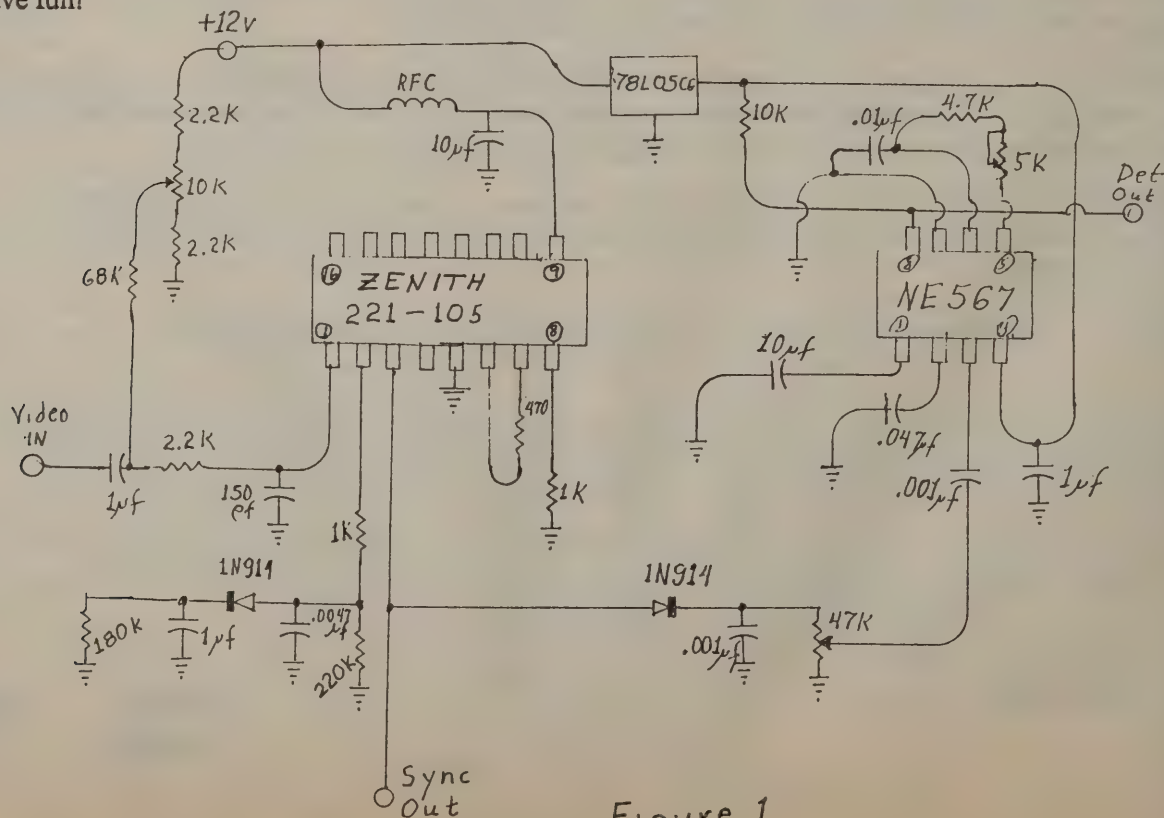 ve fun!
+12v
RFC
78L05CG
2.2K
10µf
10K
.01µf
4.7K
5K
Det
Out
1
10K
2.2K
68K
16
9
ZENITH
221-105
1
8
8
5
NE567
1
4
10µf
.047µf
470
Video
IN
2.2K
1µf
150
pf
1K
1K
.001µf
1µf
1N914
1N914
180K
1µf
.0047
µf
220K
.001µf
47K
Sync
Out
Figure 1